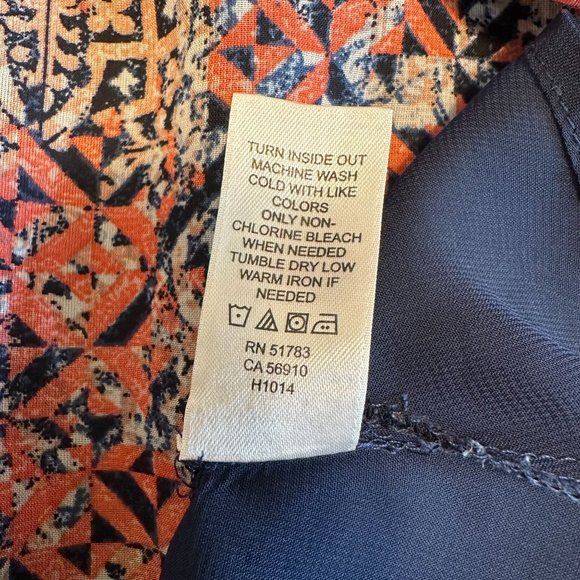 TURN INSIDE OUT
MACHINE WASH
COLD WITH LIKE
COLORS
ONLY NON-
CHLORINE BLEACH
WHEN NEEDED
TUMBLE DRY LOW
WARM IRON IF
NEEDED
RN 51783
CA 56910
H1014